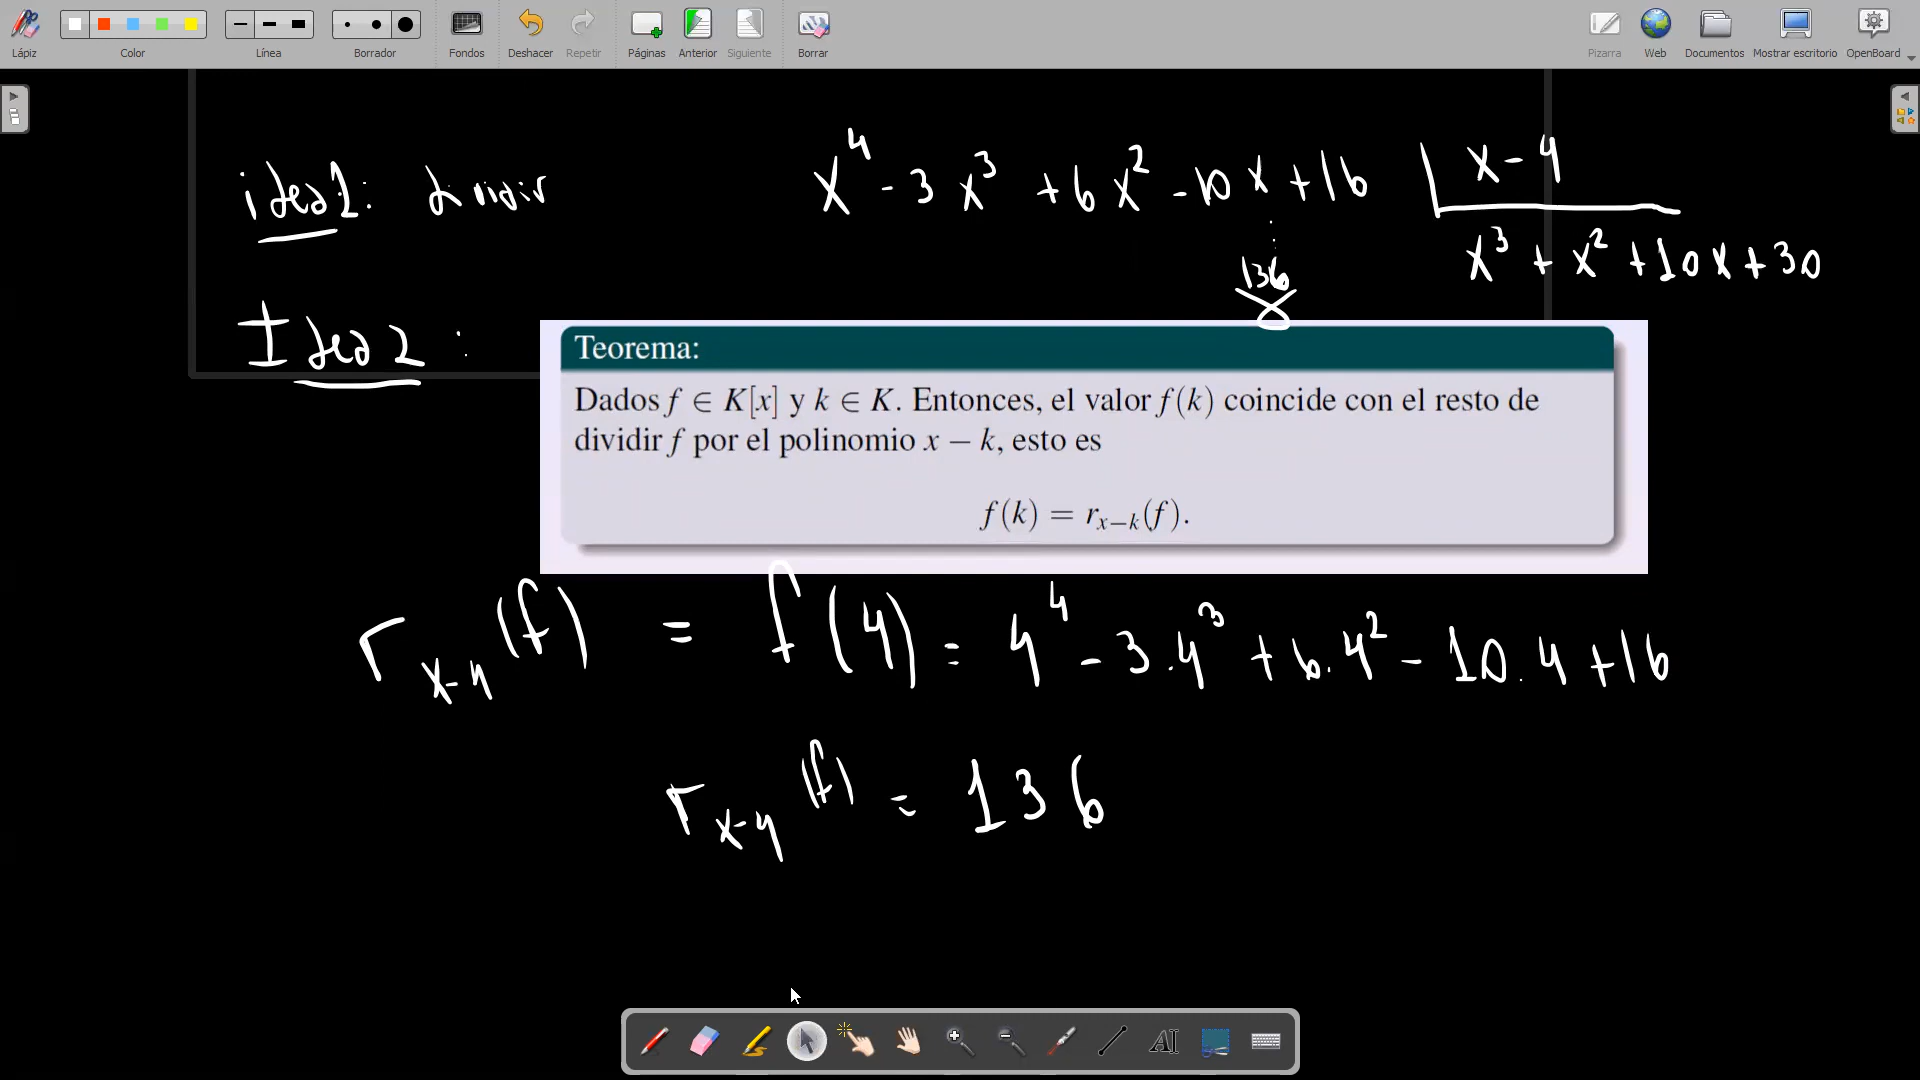 Lápiz Color Línea Borrador Fondos Deshacer Repetir Páginas Anterior Siguiente Borrar Pizarra Web Documentos Mostrar escritorio OpenBoard
idea1: dividir x⁴ - 3x³ + 6x² - 10x + 16 | x - 4
136 x³ + x² + 10x + 30
Idea 2 :
Teorema:
Dados f ∈ K[x] y k ∈ K. Entonces, el valor f(k) coincide con el resto de
dividir f por el polinomio x − k, esto es
f(k) = rₓ₋ₖ(f).
rₓ₋₄(f) = f(4) = 4⁴ - 3.4³ + 6.4² - 10.4 + 16
rₓ₋₄(f) = 136
AI